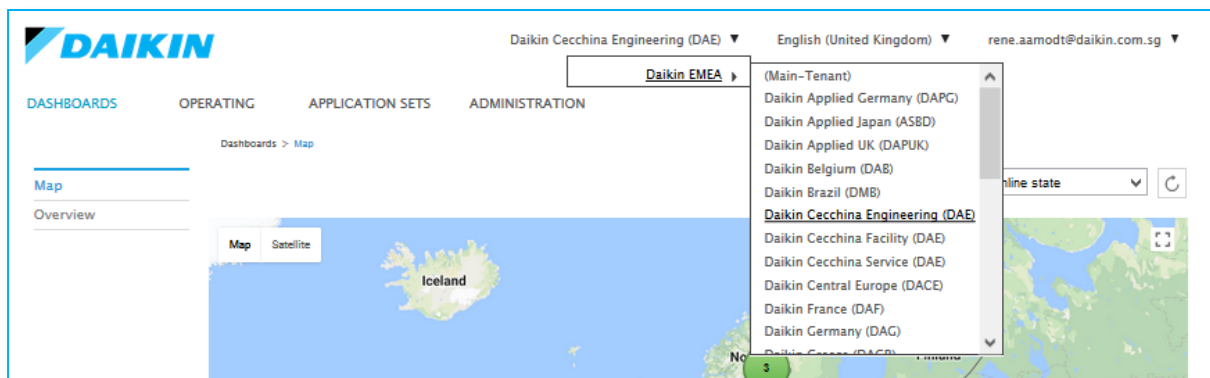 DAIKIN
Daikin Cecchina Engineering (DAE) ▼
English (United Kingdom) ▼
rene.aamodt@daikin.com.sg ▼
Daikin EMEA ▸
(Main-Tenant)
Daikin Applied Germany (DAPG)
Daikin Applied Japan (ASBD)
Daikin Applied UK (DAPUK)
Daikin Belgium (DAB)
Daikin Brazil (DMB)
Daikin Cecchina Engineering (DAE)
Daikin Cecchina Facility (DAE)
Daikin Cecchina Service (DAE)
Daikin Central Europe (DACE)
Daikin France (DAF)
Daikin Germany (DAG)
DASHBOARDS
OPERATING
APPLICATION SETS
ADMINISTRATION
Dashboards > Map
Map
Overview
state
Map
Satellite
Iceland
3